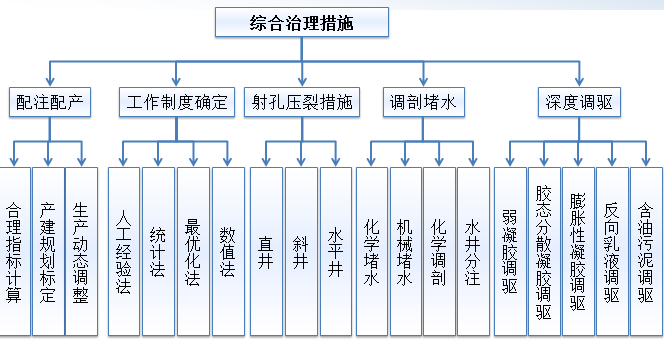 综合治理措施
配注配产
工作制度确定
射孔压裂措施
调剖堵水
深度调驱
合理指标计算
产建规划标定
生产动态调整
人工经验法
统计法
最优化法
数值法
直井
斜井
水平井
化学堵水
机械堵水
化学调剖
水井分注
弱凝胶调驱
胶态分散凝胶调驱
膨胀性凝胶调驱
反向乳液调驱
含油污泥调驱